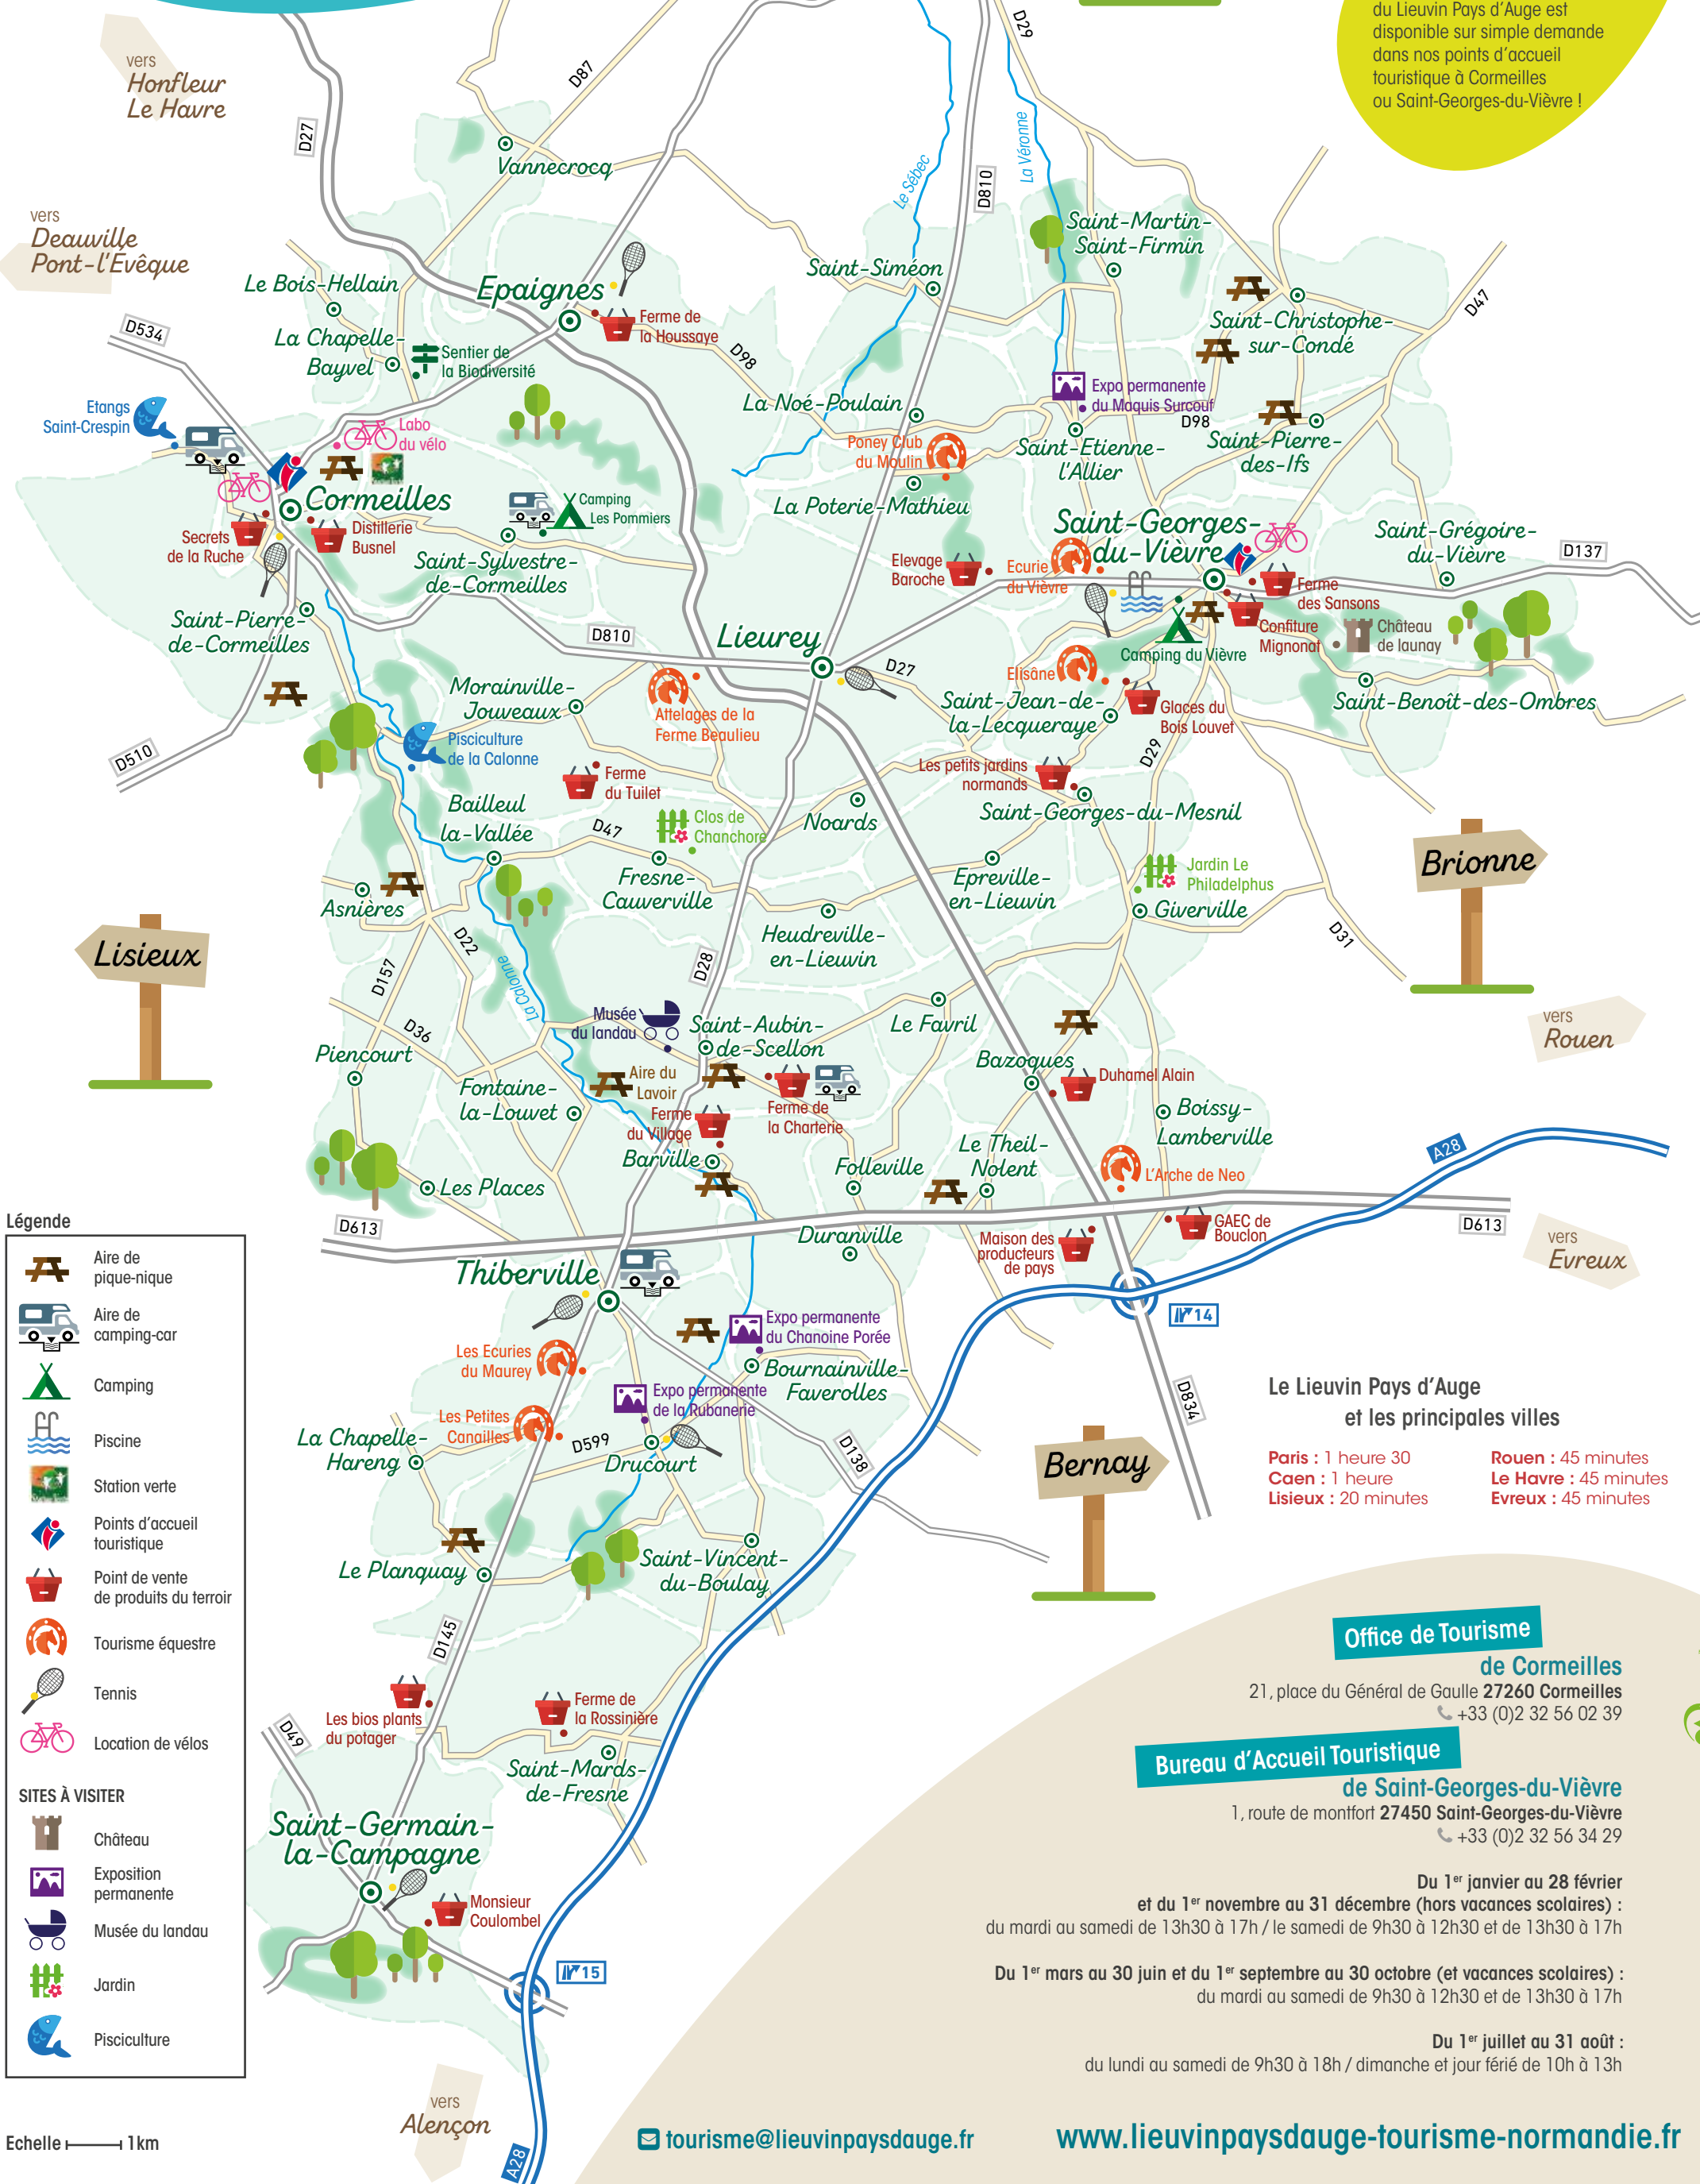 du Lieuvin Pays d'Auge est
disponible sur simple demande
dans nos points d'accueil
touristique à Cormeilles
ou Saint-Georges-du-Vièvre !
vers
Honfleur
Le Havre
vers
Deauville
Pont-l'Évêque
D27
D87
D29
D810
Le Sébec
La Véronne
Vannecrocq
Saint-Martin-
Saint-Firmin
Saint-Siméon
Le Bois-Hellain
Epaignes
Ferme de
la Houssaye
La Chapelle-
Bayvel
Sentier de
la Biodiversité
D534
D98
D47
Saint-Christophe-
sur-Condé
Expo permanente
du Maquis Surcouf
D98
La Noé-Poulain
Saint-Etienne-
l'Allier
Saint-Pierre-
des-Ifs
Etangs
Saint-Crespin
Labo
du vélo
Poney Club
du Moulin
La Poterie-Mathieu
Cormeilles
Secrets
de la Ruche
Distillerie
Busnel
Camping
Les Pommiers
Saint-Sylvestre-
de-Cormeilles
Saint-Georges-
du-Vièvre
Saint-Grégoire-
du-Vièvre
D137
Elevage
Baroche
Ecurie
du Vièvre
Ferme
des Sansons
Confiture
Mignonat
Château
de launay
Camping du Vièvre
Saint-Pierre-
de-Cormeilles
D810
Lieurey
D27
Elisâne
Saint-Jean-de-
la-Lecqueraye
Glaces du
Bois Louvet
Saint-Benoît-des-Ombres
Morainville-
Jouveaux
Attelages de la
Ferme Beaulieu
D510
Pisciculture
de la Calonne
Ferme
du Tuilet
D29
Les petits jardins
normands
Saint-Georges-du-Mesnil
Bailleul
la-Vallée
D47
Clos de
Chanchore
Noards
Fresne-
Cauverville
Epreville-
en-Lieuvin
Jardin Le
Philadelphus
Giverville
Brionne
Asnières
Heudreville-
en-Lieuvin
D31
Lisieux
D22
D157
La Calonne
D28
D36
Musée
du landau
Saint-Aubin-
de-Scellon
Le Favril
vers
Rouen
Piencourt
Bazoques
Duhamel Alain
Fontaine-
la-Louvet
Aire du
Lavoir
Ferme
du Village
Ferme de
la Charterie
Boissy-
Lamberville
Barville
Folleville
Le Theil-
Nolent
L'Arche de Neo
A28
Les Places
D613
D613
Duranville
Maison des
producteurs
de pays
GAEC de
Bouclon
vers
Evreux
Thiberville
14
Légende
Aire de
pique-nique
Aire de
camping-car
Camping
Piscine
Station verte
Points d'accueil
touristique
Point de vente
de produits du terroir
Tourisme équestre
Tennis
Location de vélos
SITES À VISITER
Château
Exposition
permanente
Musée du landau
Jardin
Pisciculture
Echelle 1 km
Expo permanente
du Chanoine Porée
Les Ecuries
du Maurey
Bournainville-
Faverolles
Expo permanente
de la Rubanerie
Les Petites
Canailles
La Chapelle-
Hareng
D599
Drucourt
D138
D834
Bernay
Le Planquay
Saint-Vincent-
du-Boulay
D145
Les bios plants
du potager
Ferme de
la Rossinière
D49
Saint-Mards-
de-Fresne
Saint-Germain-
la-Campagne
Monsieur
Coulombel
15
vers
Alençon
A28
Le Lieuvin Pays d'Auge
et les principales villes
Paris : 1 heure 30
Caen : 1 heure
Lisieux : 20 minutes
Rouen : 45 minutes
Le Havre : 45 minutes
Evreux : 45 minutes
Office de Tourisme
de Cormeilles
21, place du Général de Gaulle 27260 Cormeilles
+33 (0)2 32 56 02 39
Bureau d'Accueil Touristique
de Saint-Georges-du-Vièvre
1, route de montfort 27450 Saint-Georges-du-Vièvre
+33 (0)2 32 56 34 29
Du 1er janvier au 28 février
et du 1er novembre au 31 décembre (hors vacances scolaires) :
du mardi au samedi de 13h30 à 17h / le samedi de 9h30 à 12h30 et de 13h30 à 17h
Du 1er mars au 30 juin et du 1er septembre au 30 octobre (et vacances scolaires) :
du mardi au samedi de 9h30 à 12h30 et de 13h30 à 17h
Du 1er juillet au 31 août :
du lundi au samedi de 9h30 à 18h / dimanche et jour férié de 10h à 13h
tourisme@lieuvinpaysdauge.fr
www.lieuvinpaysdauge-tourisme-normandie.fr